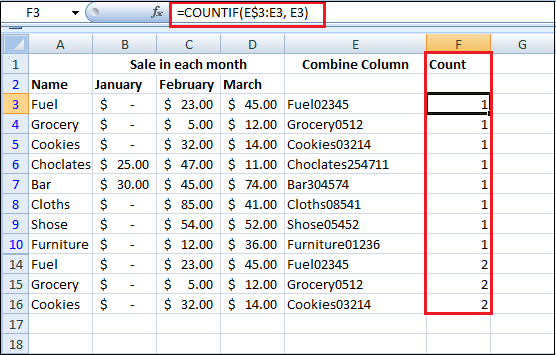 F3 fx =COUNTIF(E$3:E3, E3)
A B C D E F G
1 Sale in each month Combine Column Count
2 Name January February March
3 Fuel $ - $ 23.00 $ 45.00 Fuel02345 1
4 Grocery $ - $ 5.00 $ 12.00 Grocery0512 1
5 Cookies $ - $ 32.00 $ 14.00 Cookies03214 1
6 Choclates $ 25.00 $ 47.00 $ 11.00 Choclates254711 1
7 Bar $ 30.00 $ 45.00 $ 74.00 Bar304574 1
8 Cloths $ - $ 85.00 $ 41.00 Cloths08541 1
9 Shose $ - $ 54.00 $ 52.00 Shose05452 1
10 Furniture $ - $ 12.00 $ 36.00 Furniture01236 1
14 Fuel $ - $ 23.00 $ 45.00 Fuel02345 2
15 Grocery $ - $ 5.00 $ 12.00 Grocery0512 2
16 Cookies $ - $ 32.00 $ 14.00 Cookies03214 2
17
18